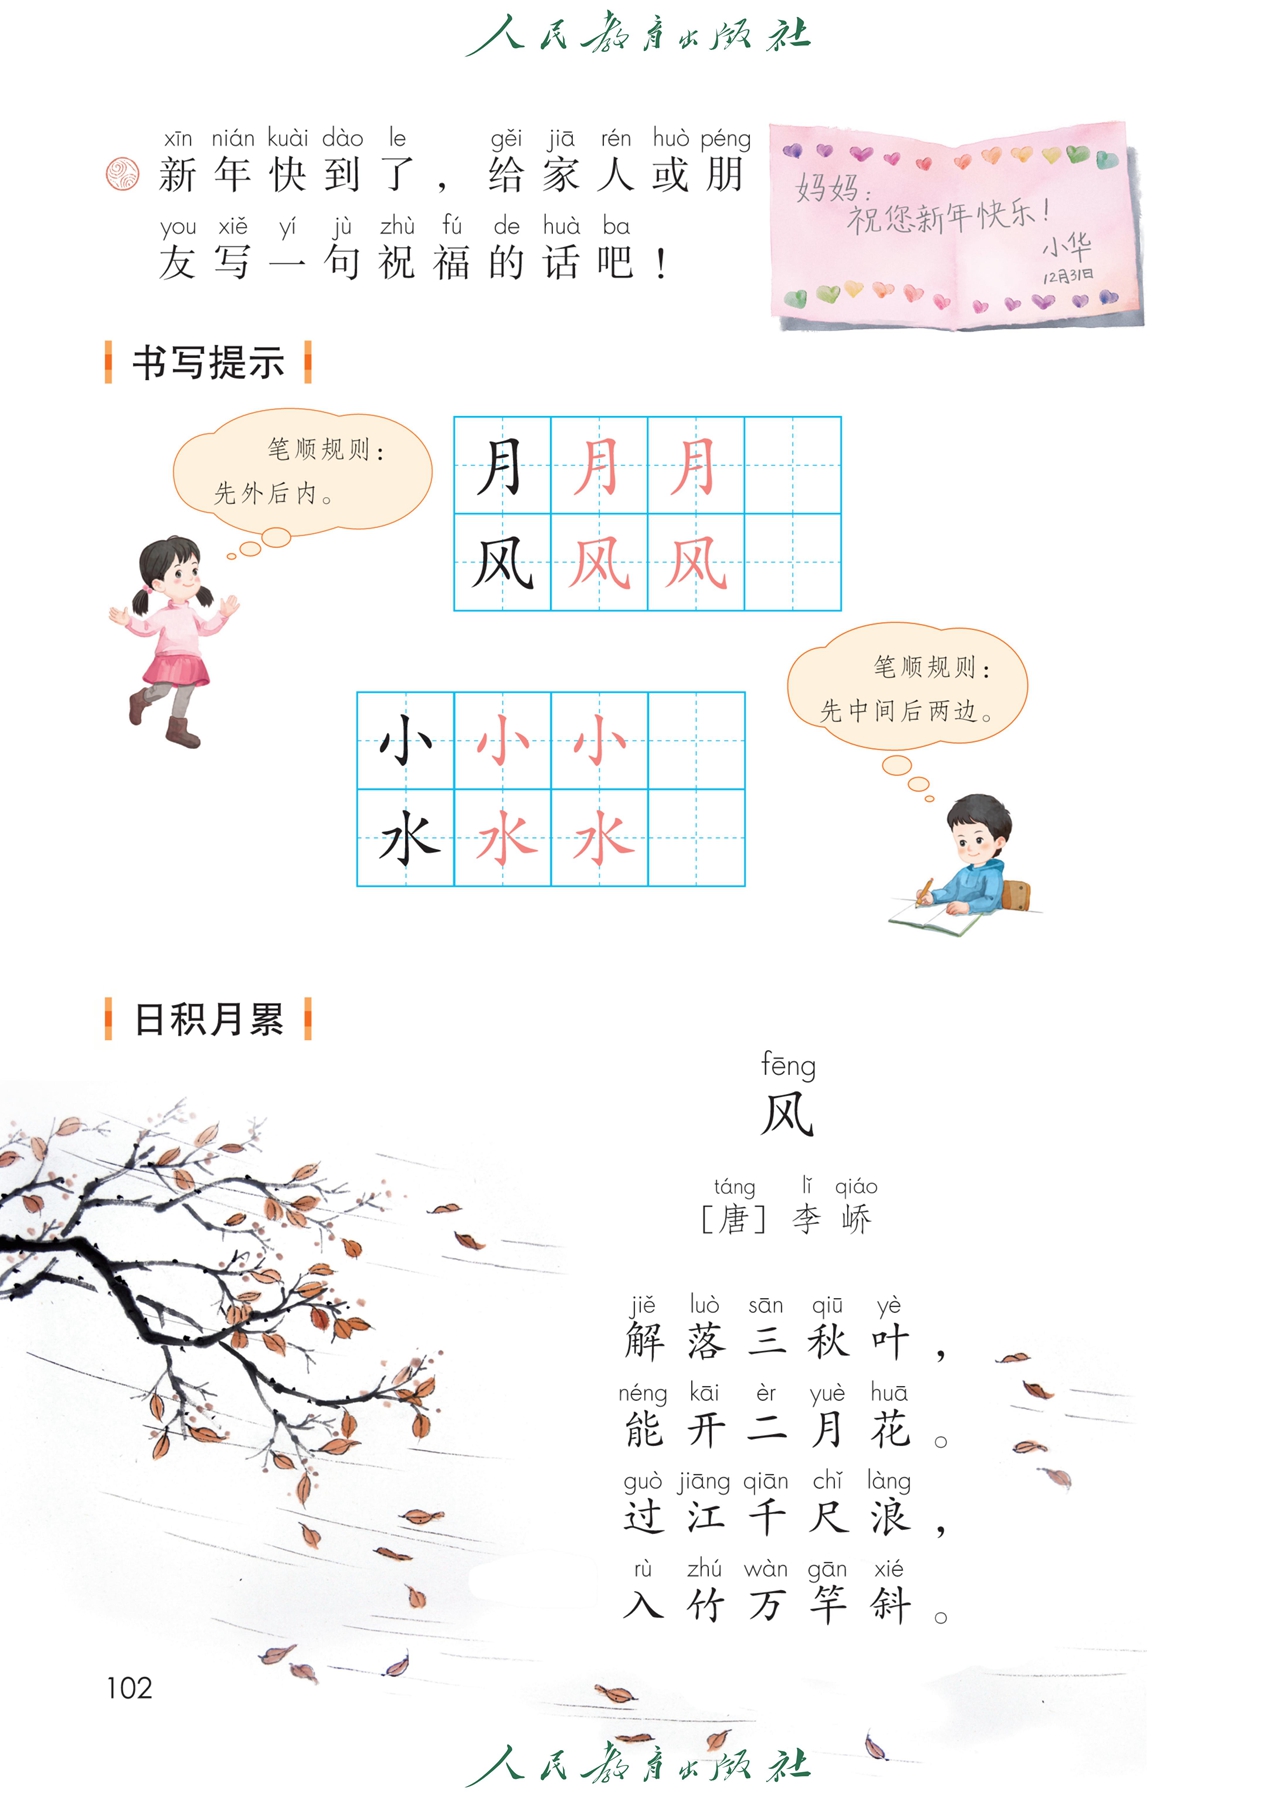 人民教育出版社
xīn nián kuài dào le gěi jiā rén huò péng
新年快到了，给家人或朋
you xiě yí jù zhù fú de huà ba
友写一句祝福的话吧！
妈妈：
祝您新年快乐！
小华
12月31日
书写提示
笔顺规则：
先外后内。
月 月 月
风 风 风
笔顺规则：
先中间后两边。
小 小 小
水 水 水
日积月累
fēng
风
táng lǐ qiáo
［唐］李峤
jiě luò sān qiū yè
解落三秋叶，
néng kāi èr yuè huā
能开二月花。
guò jiāng qiān chǐ làng
过江千尺浪，
rù zhú wàn gān xié
入竹万竿斜。
102
人民教育出版社